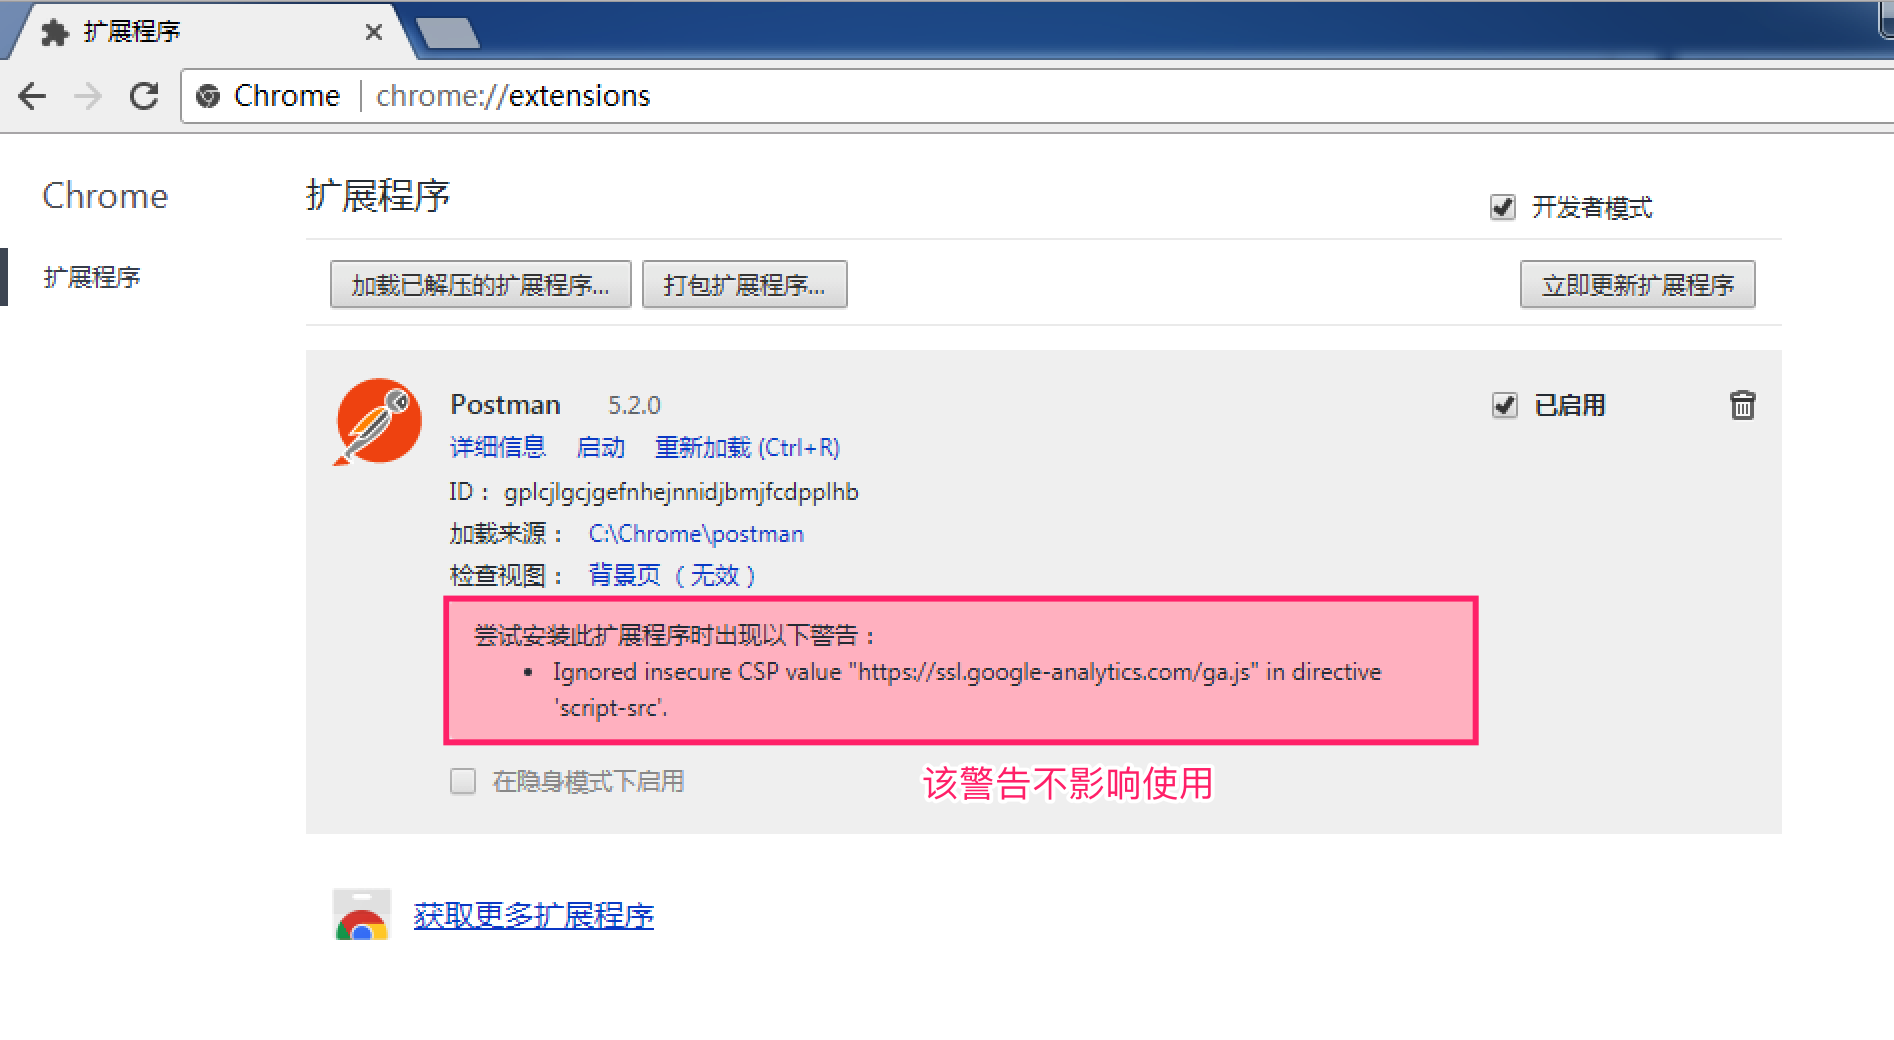 扩展程序
Chrome chrome://extensions
Chrome
扩展程序
开发者模式
扩展程序
加载已解压的扩展程序... 打包扩展程序... 立即更新扩展程序
Postman 5.2.0 已启用
详细信息 启动 重新加载 (Ctrl+R)
ID： gplcjlgcjgefnhejnnidjbmjfcdpplhb
加载来源： C:\Chrome\postman
检查视图： 背景页（无效）
尝试安装此扩展程序时出现以下警告：
• Ignored insecure CSP value "https://ssl.google-analytics.com/ga.js" in directive
'script-src'.
在隐身模式下启用
该警告不影响使用
获取更多扩展程序